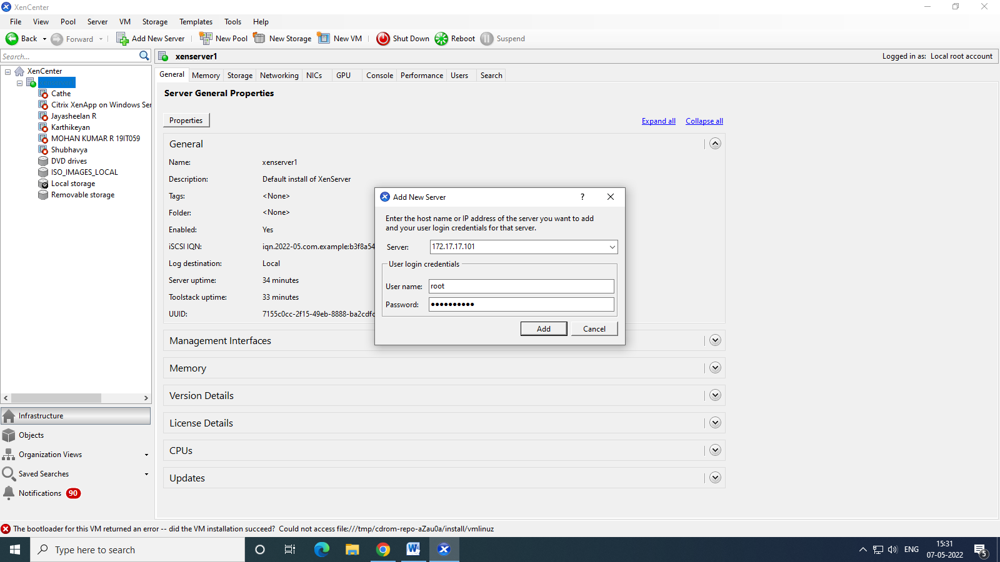 XenCenter
File View Pool Server VM Storage Templates Tools Help
Back Forward Add New Server New Pool New Storage New VM Shut Down Reboot Suspend
Search...
xenserver1 Logged in as: Local root account
XenCenter
Cathe
Citrix XenApp on Windows Ser
Jayasheelan R
Karthikeyan
MOHAN KUMAR R 19IT059
Shubhavya
DVD drives
ISO_IMAGES_LOCAL
Local storage
Removable storage
Infrastructure
Objects
Organization Views
Saved Searches
Notifications 90
General Memory Storage Networking NICs GPU Console Performance Users Search
Server General Properties
Properties Expand all Collapse all
General
Name: xenserver1
Description: Default install of XenServer
Tags: <None>
Folder: <None>
Enabled: Yes
iSCSI IQN: iqn.2022-05.com.example:b3f8a54
Log destination: Local
Server uptime: 34 minutes
Toolstack uptime: 33 minutes
UUID: 7155c0cc-2f15-49eb-8888-ba2cdfc
Management Interfaces
Memory
Version Details
License Details
CPUs
Updates
Add New Server ?
Enter the host name or IP address of the server you want to add
and your user login credentials for that server.
Server: 172.17.17.101
User login credentials
User name: root
Password: ●●●●●●●●●●
Add Cancel
The bootloader for this VM returned an error -- did the VM installation succeed? Could not access file:///tmp/cdrom-repo-aZau0a/install/vmlinuz
Type here to search
ENG 15:31
07-05-2022
5